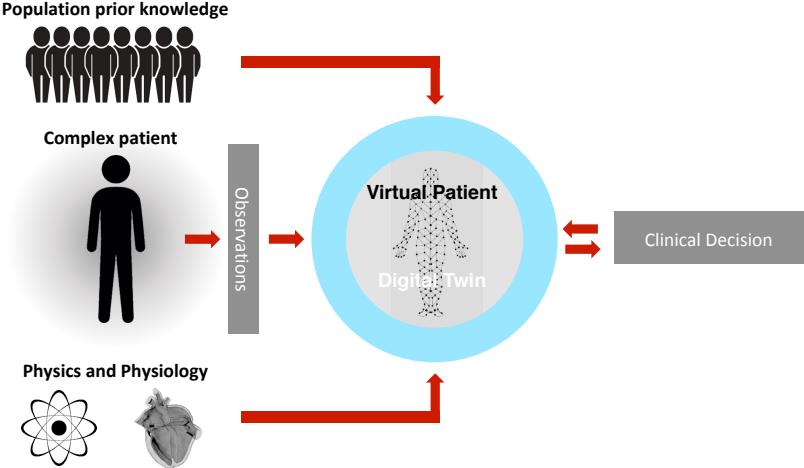 Population prior knowledge
Complex patient
Observations
Virtual Patient
Digital Twin
Clinical Decision
Physics and Physiology